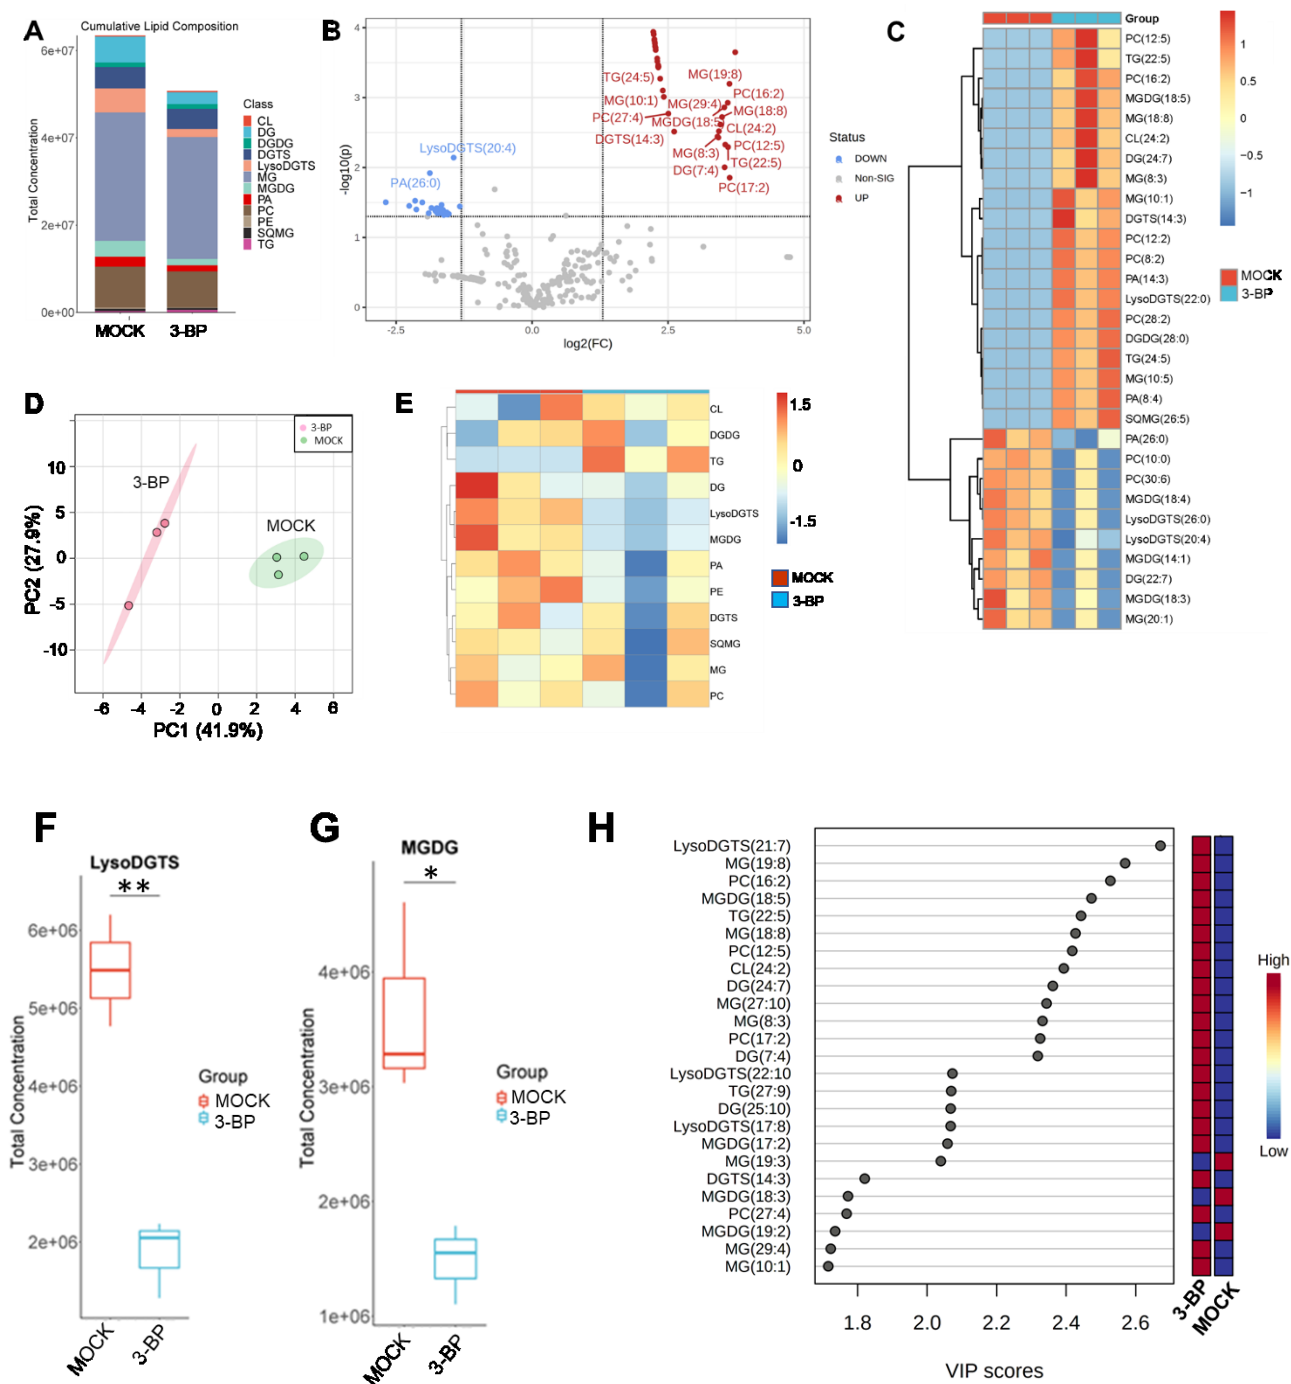 A
Cumulative Lipid Composition
6e+07
4e+07
2e+07
0e+00
Total Concentration
MOCK 3-BP
Class
CL
DG
DGDG
DGTS
LysoDGTS
MG
MGDG
PA
PC
PE
SQMG
TG
B
4
3
2
1
0
-log10(p)
-2.5 0.0 2.5 5.0
log2(FC)
LysoDGTS(20:4)
PA(26:0)
TG(24:5)
MG(19:8)
MG(10:1)
MG(29:4)
PC(16:2)
PC(27:4)
MGDG(18:5)
MG(18:8)
DGTS(14:3)
CL(24:2)
MG(8:3)
PC(12:5)
DG(7:4)
TG(22:5)
PC(17:2)
Status
DOWN
Non-SIG
UP
C
Group
PC(12:5)
TG(22:5)
PC(16:2)
MGDG(18:5)
MG(18:8)
CL(24:2)
DG(24:7)
MG(8:3)
MG(10:1)
DGTS(14:3)
PC(12:2)
PC(8:2)
PA(14:3)
LysoDGTS(22:0)
PC(28:2)
DGDG(28:0)
TG(24:5)
MG(10:5)
PA(8:4)
SQMG(26:5)
PA(26:0)
PC(10:0)
PC(30:6)
MGDG(18:4)
LysoDGTS(26:0)
LysoDGTS(20:4)
MGDG(14:1)
DG(22:7)
MGDG(18:3)
MG(20:1)
1
0.5
0
−0.5
−1
MOCK
3-BP
D
3-BP
MOCK
3-BP
MOCK
10
5
0
-5
-10
PC2 (27.9%)
-6 -4 -2 0 2 4 6
PC1 (41.9%)
E
CL
DGDG
TG
DG
LysoDGTS
MGDG
PA
PE
DGTS
SQMG
MG
PC
1.5
0
-1.5
MOCK
3-BP
F
LysoDGTS
**
6e+06
5e+06
4e+06
3e+06
2e+06
Total Concentration
MOCK 3-BP
Group
MOCK
3-BP
G
MGDG
*
4e+06
3e+06
2e+06
1e+06
Total Concentration
MOCK 3-BP
Group
MOCK
3-BP
H
LysoDGTS(21:7)
MG(19:8)
PC(16:2)
MGDG(18:5)
TG(22:5)
MG(18:8)
PC(12:5)
CL(24:2)
DG(24:7)
MG(27:10)
MG(8:3)
PC(17:2)
DG(7:4)
LysoDGTS(22:10
TG(27:9)
DG(25:10)
LysoDGTS(17:8)
MGDG(17:2)
MG(19:3)
DGTS(14:3)
MGDG(18:3)
PC(27:4)
MGDG(19:2)
MG(29:4)
MG(10:1)
1.8 2.0 2.2 2.4 2.6
VIP scores
3-BP MOCK
High
Low